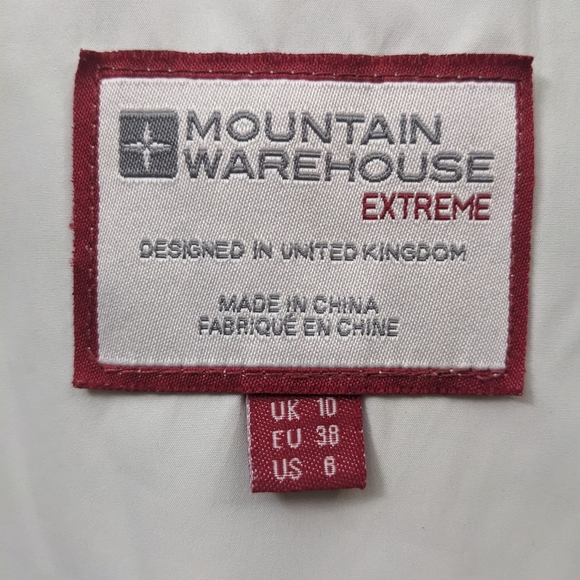 MOUNTAIN
WAREHOUSE
EXTREME
DESIGNED IN UNITED KINGDOM
MADE IN CHINA
FABRIQUÉ EN CHINE
UK 10
EU 38
US 6